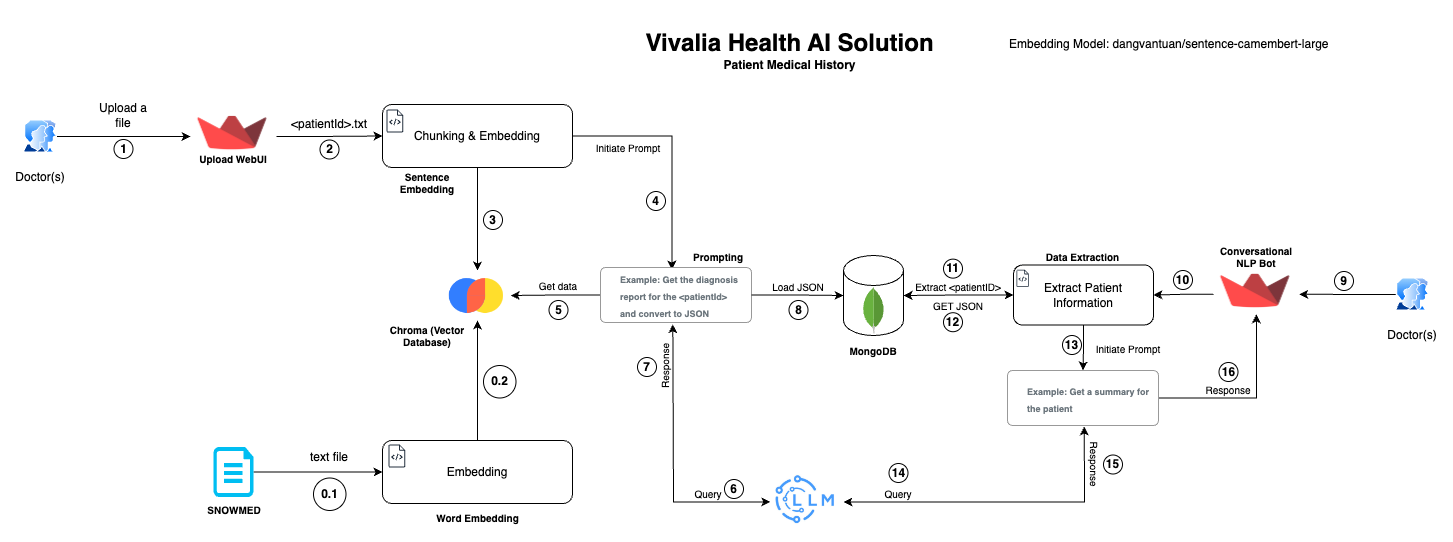 Vivalia Health AI Solution
Patient Medical History
Embedding Model: dangvantuan/sentence-camembert-large
Upload a
file
1
Doctor(s)
Upload WebUI
<patientId>.txt
2
Chunking & Embedding
Sentence
Embedding
Initiate Prompt
3
4
Prompting
Example: Get the diagnosis
report for the <patientId>
and convert to JSON
Get data
5
Chroma (Vector
Database)
Load JSON
8
MongoDB
11
Extract <patientID>
GET JSON
12
Data Extraction
Extract Patient
Information
10
Conversational
NLP Bot
9
Doctor(s)
13
Initiate Prompt
Example: Get a summary for
the patient
16
Response
7
Response
0.2
text file
0.1
SNOWMED
Embedding
Word Embedding
Query
6
LLM
14
Query
15
Response